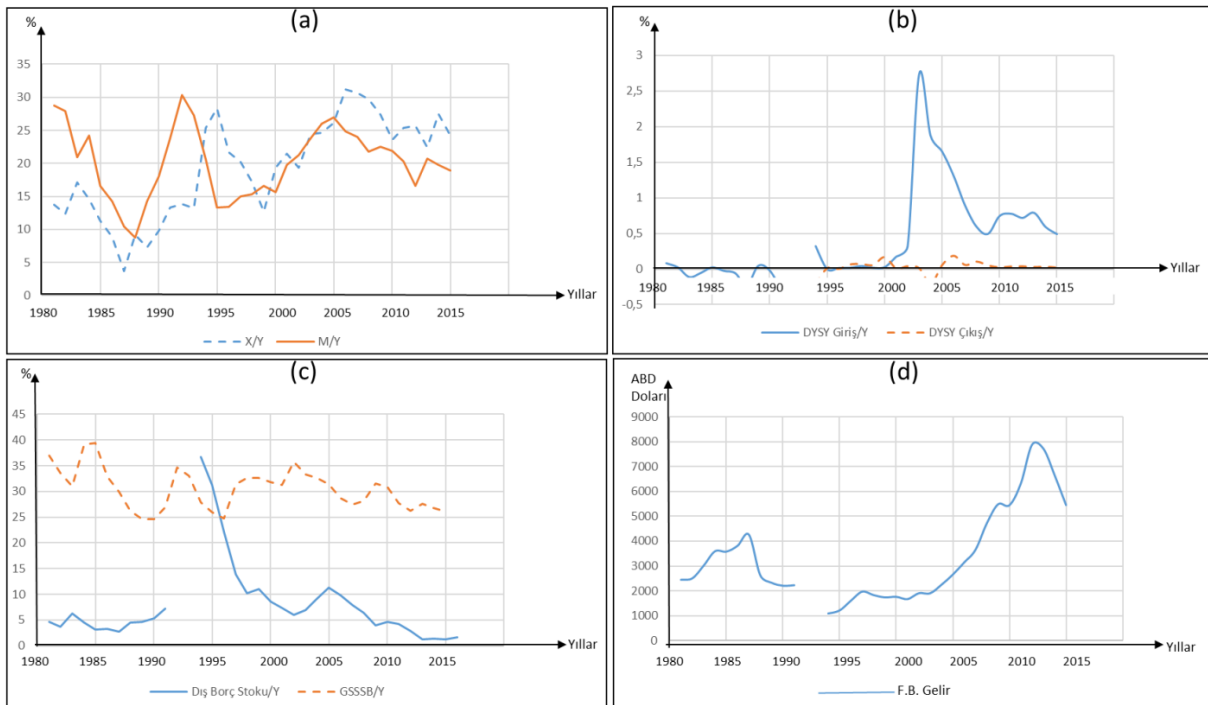 (a)
%
35
30
25
20
15
10
5
0
1980 1985 1990 1995 2000 2005 2010 2015
Yıllar
X/Y M/Y
(b)
%
3
2,5
2
1,5
1
0,5
0
-0,5
1980 1985 1990 1995 2000 2005 2010 2015
Yıllar
DYSY Giriş/Y DYSY Çıkış/Y
(c)
%
45
40
35
30
25
20
15
10
5
0
1980 1985 1990 1995 2000 2005 2010 2015
Yıllar
Dış Borç Stoku/Y GSSSB/Y
(d)
ABD
Doları
9000
8000
7000
6000
5000
4000
3000
2000
1000
0
1980 1985 1990 1995 2000 2005 2010 2015
Yıllar
F.B. Gelir